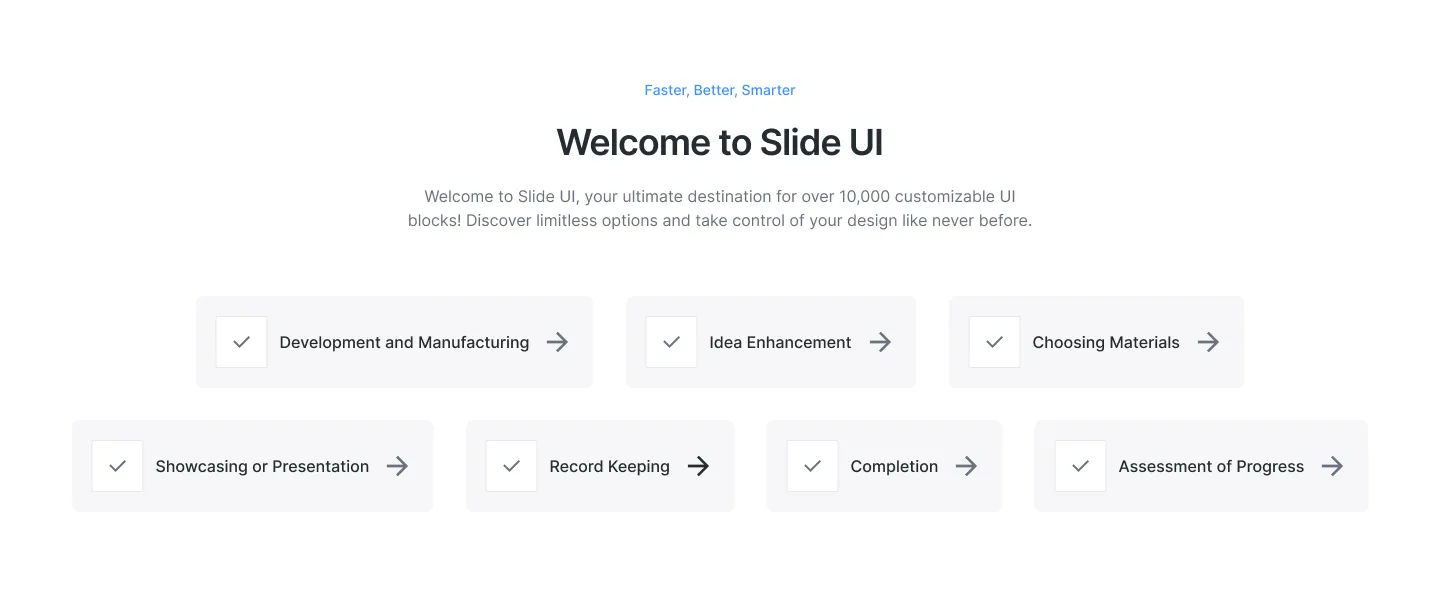 Faster, Better, Smarter
Welcome to Slide UI
Welcome to Slide UI, your ultimate destination for over 10,000 customizable UI
blocks! Discover limitless options and take control of your design like never before.
Development and Manufacturing
Idea Enhancement
Choosing Materials
Showcasing or Presentation
Record Keeping
Completion
Assessment of Progress